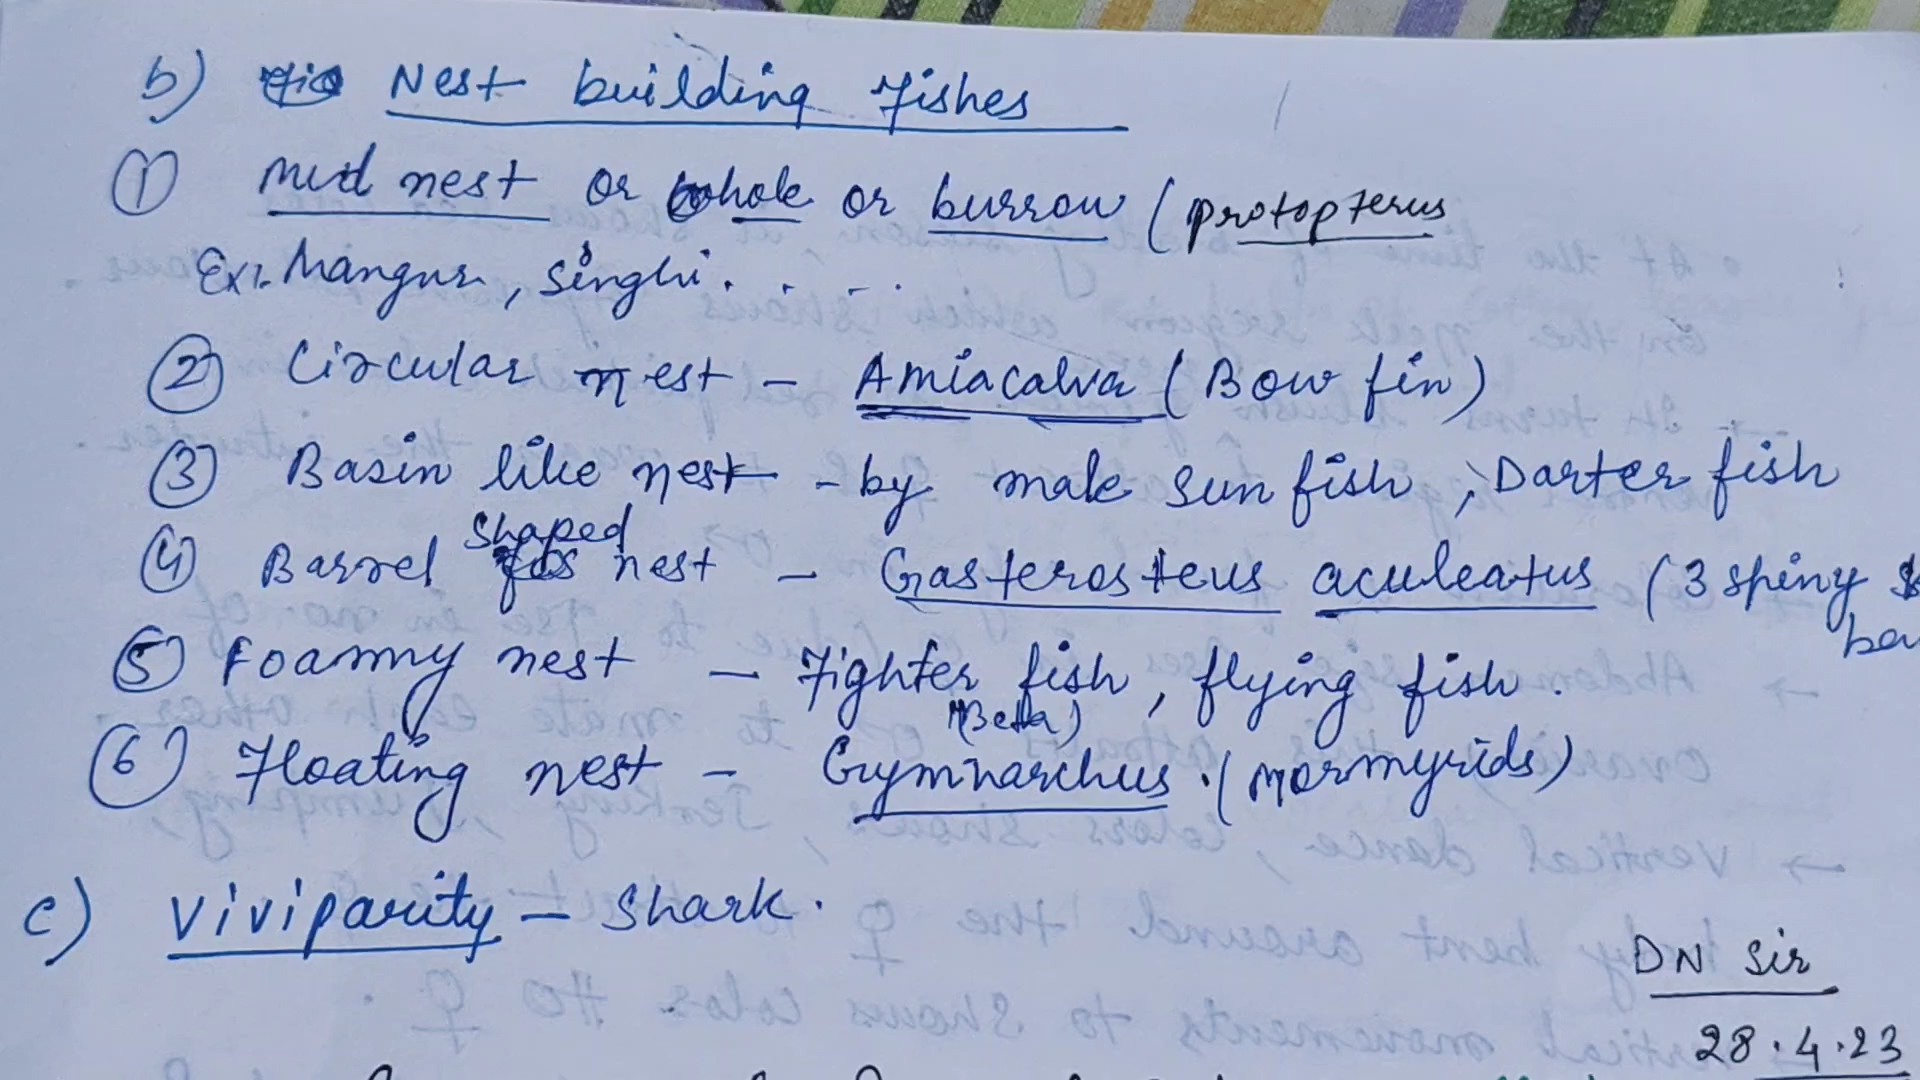 b) Nest building Fishes
① Mud nest or hole or burrow (protopterus
Ex:- Mangur, Singhi. . - .
② Circular nest - Amiacalva (Bow fin)
③ Basin like nest - by male Sun fish, Darter fish
④ Barrel Shaped nest - Gasterosteus aculeatus (3 spiny
⑤ Foammy nest - Fighter fish, flying fish.
(Betta)
⑥ Floating nest - Gymnarchus. (Mormyrids)
c) Viviparity - Shark.
DN Sir
28.4.23